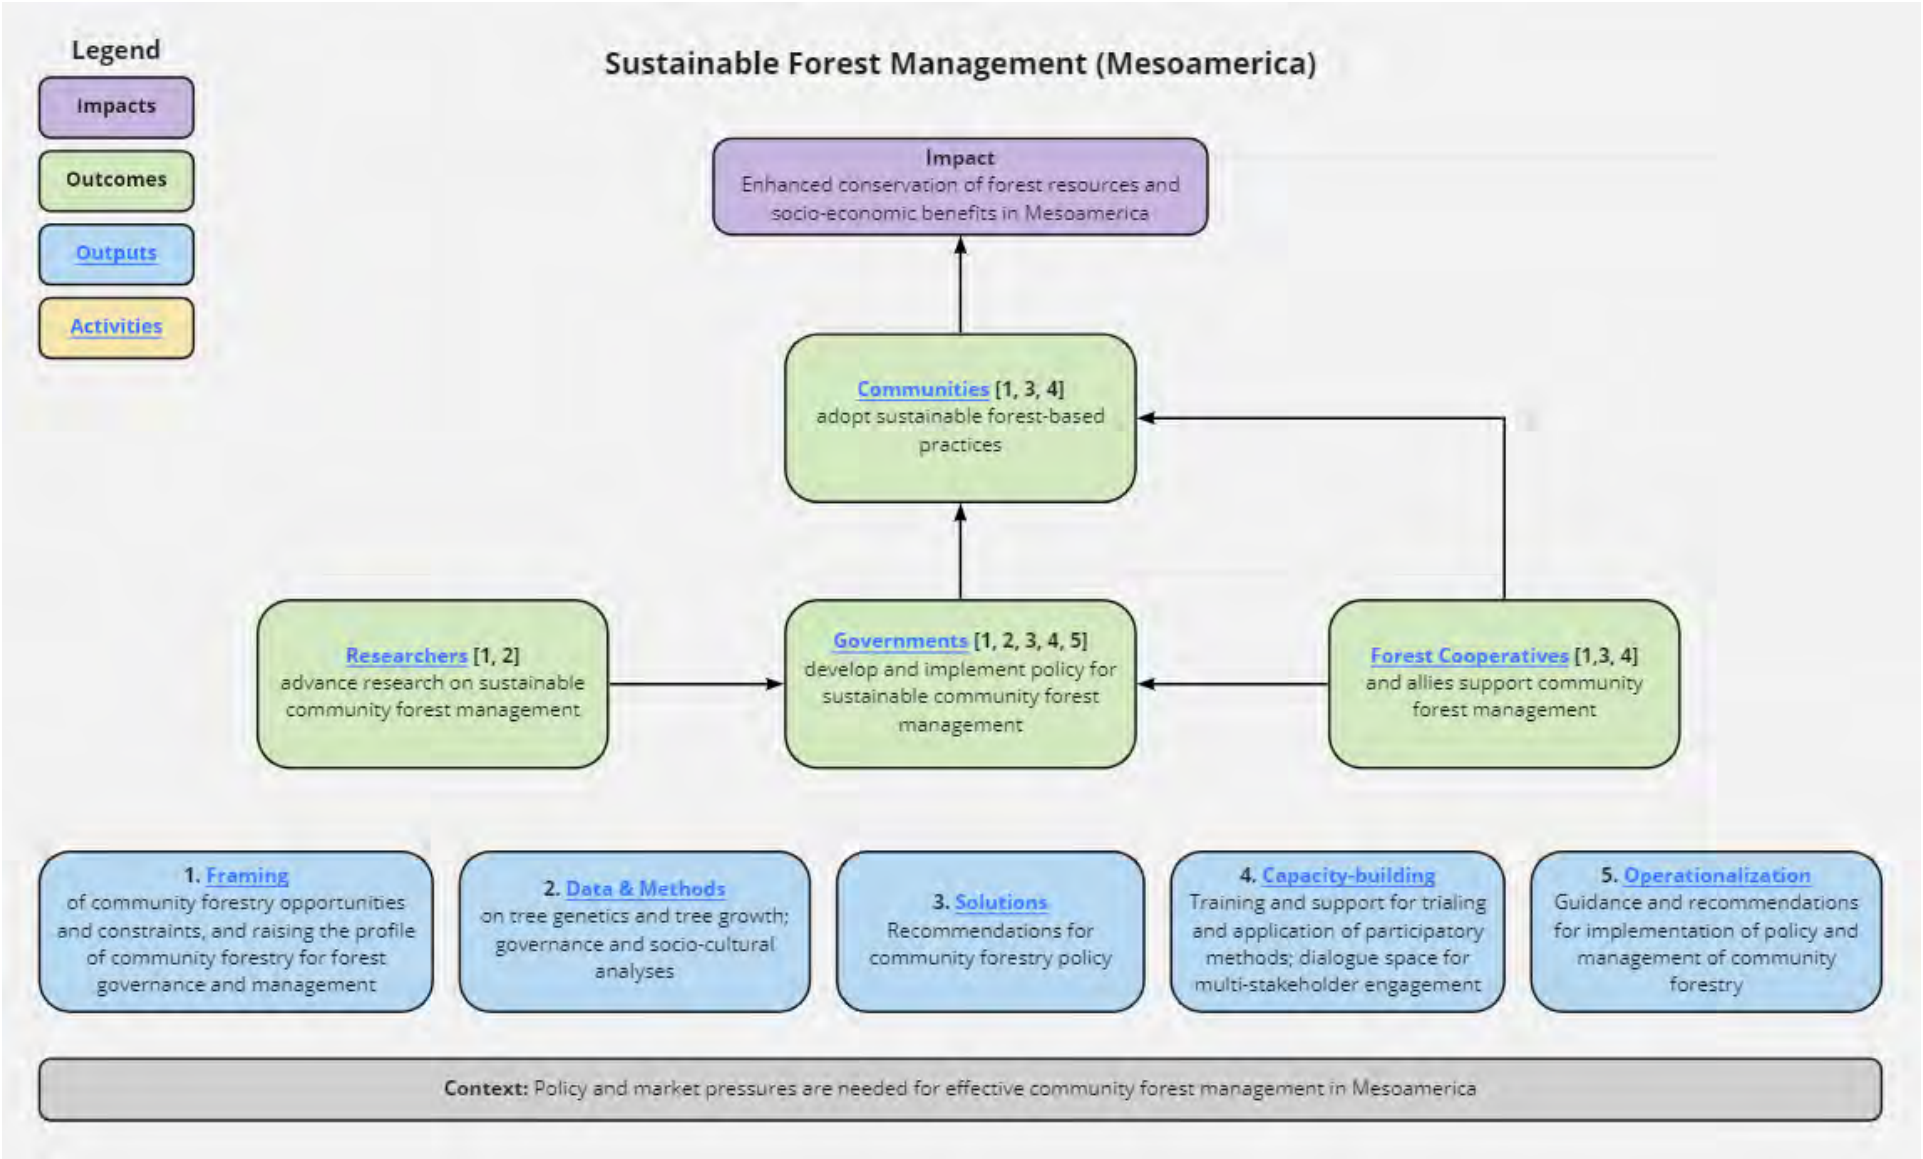 Legend
Impacts
Outcomes
Outputs
Activities
Sustainable Forest Management (Mesoamerica)
Impact
Enhanced conservation of forest resources and
socio-economic benefits in Mesoamerica
Communities [1, 3, 4]
adopt sustainable forest-based
practices
Researchers [1, 2]
advance research on sustainable
community forest management
Governments [1, 2, 3, 4, 5]
develop and implement policy for
sustainable community forest
management
Forest Cooperatives [1,3, 4]
and allies support community
forest management
1. Framing
of community forestry opportunities
and constraints, and raising the profile
of community forestry for forest
governance and management
2. Data & Methods
on tree genetics and tree growth;
governance and socio-cultural
analyses
3. Solutions
Recommendations for
community forestry policy
4. Capacity-building
Training and support for trialing
and application of participatory
methods; dialogue space for
multi-stakeholder engagement
5. Operationalization
Guidance and recommendations
for implementation of policy and
management of community
forestry
Context: Policy and market pressures are needed for effective community forest management in Mesoamerica